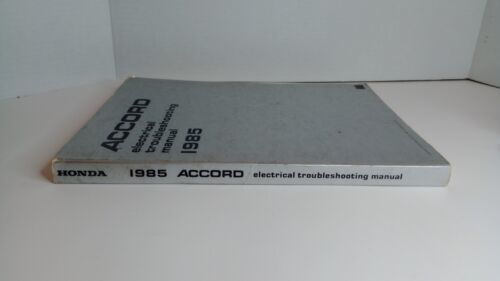 ACCORD
electrical
troubleshooting
manual
1985
HONDA 1985 ACCORD electrical troubleshooting manual